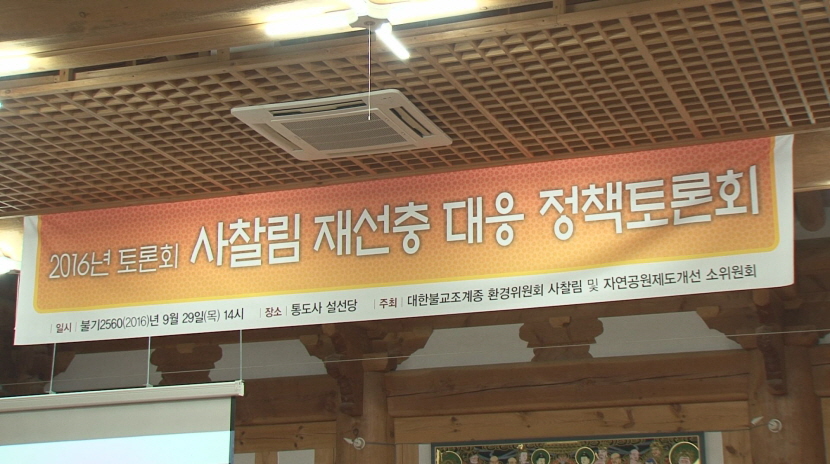 2016년 토론회 사찰림 재선충 대응 정책토론회
일시 | 불기2560(2016)년 9월 29일(목) 14시 | 장소 | 통도사 설선당 | 주최 | 대한불교조계종 환경위원회 사찰림 및 자연공원제도개선 소위원회